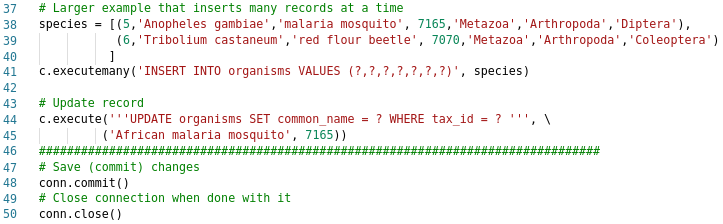 37 # Larger example that inserts many records at a time
38 species = [(5,'Anopheles gambiae','malaria mosquito', 7165,'Metazoa','Arthropoda','Diptera'),
39 (6,'Tribolium castaneum','red flour beetle', 7070,'Metazoa','Arthropoda','Coleoptera')
40 ]
41 c.executemany('INSERT INTO organisms VALUES (?,?,?,?,?,?,?)', species)
42
43 # Update record
44 c.execute('''UPDATE organisms SET common_name = ? WHERE tax_id = ? ''', \
45 ('African malaria mosquito', 7165))
46 ################################################################################
47 # Save (commit) changes
48 conn.commit()
49 # Close connection when done with it
50 conn.close()